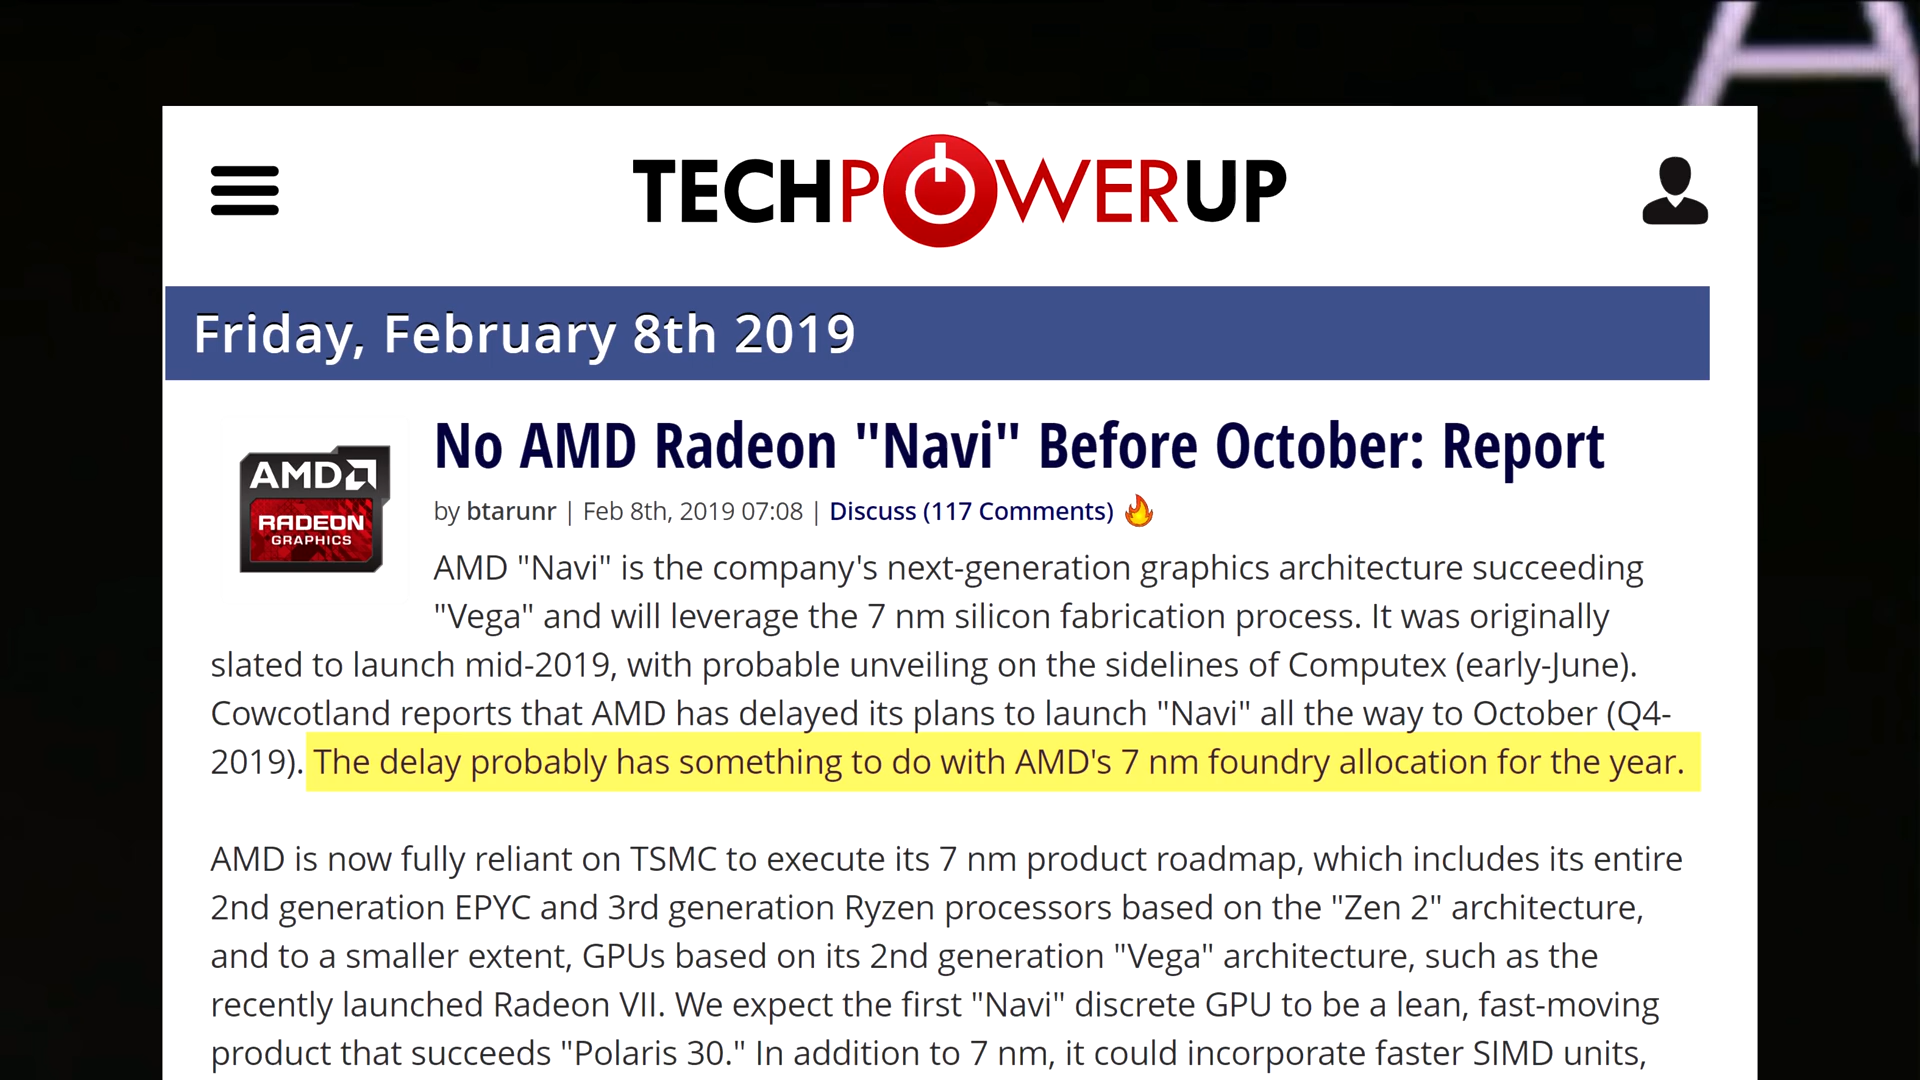 A
TECHPOWERUP
Friday, February 8th 2019
AMD
RADEON
GRAPHICS
No AMD Radeon "Navi" Before October: Report
by btarunr | Feb 8th, 2019 07:08 | Discuss (117 Comments)
AMD "Navi" is the company's next-generation graphics architecture succeeding
"Vega" and will leverage the 7 nm silicon fabrication process. It was originally
slated to launch mid-2019, with probable unveiling on the sidelines of Computex (early-June).
Cowcotland reports that AMD has delayed its plans to launch "Navi" all the way to October (Q4-
2019). The delay probably has something to do with AMD's 7 nm foundry allocation for the year.
AMD is now fully reliant on TSMC to execute its 7 nm product roadmap, which includes its entire
2nd generation EPYC and 3rd generation Ryzen processors based on the "Zen 2" architecture,
and to a smaller extent, GPUs based on its 2nd generation "Vega" architecture, such as the
recently launched Radeon VII. We expect the first "Navi" discrete GPU to be a lean, fast-moving
product that succeeds "Polaris 30." In addition to 7 nm, it could incorporate faster SIMD units,